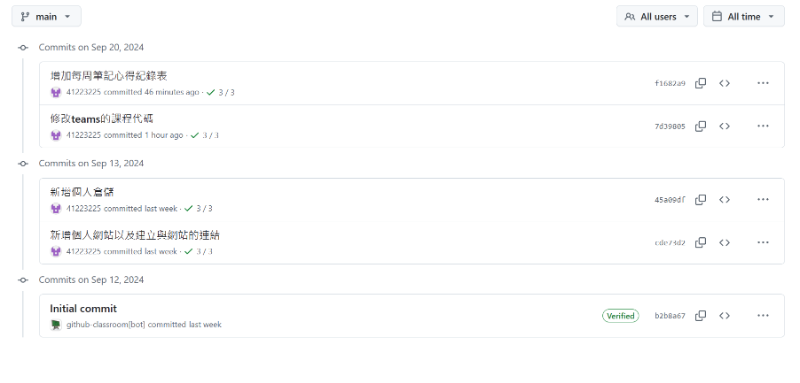 main
All users
All time
Commits on Sep 20, 2024
增加每周筆記心得紀錄表
f1682a9
41223225 committed 46 minutes ago · 3 / 3
修改teams的課程代碼
7d39805
41223225 committed 1 hour ago · 3 / 3
Commits on Sep 13, 2024
新增個人倉儲
45a09df
41223225 committed last week · 3 / 3
新增個人網站以及建立與網站的連結
cde73d2
41223225 committed last week · 3 / 3
Commits on Sep 12, 2024
Initial commit
Verified
b2b8a67
github-classroom[bot] committed last week